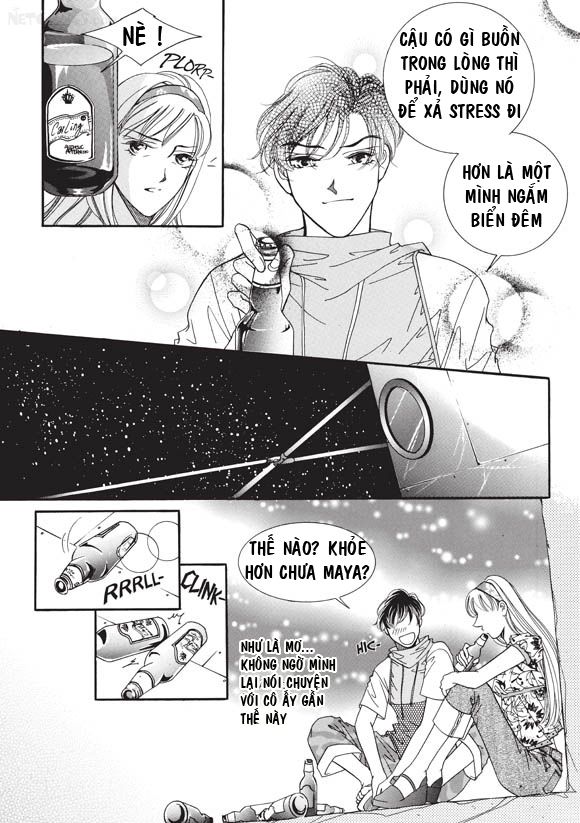 NÈ !
PLORP-
CẬU CÓ GÌ BUỒN
TRONG LÒNG THÌ
PHẢI, DÙNG NÓ
ĐỂ XẢ STRESS ĐI
HƠN LÀ MỘT
MÌNH NGẮM
BIỂN ĐÊM
RRRLL-
CLINK-
THẾ NÀO? KHỎE
HƠN CHƯA MAYA?
HIC-
NHƯ LÀ MƠ...
KHÔNG NGỜ MÌNH
LẠI NÓI CHUYỆN
VỚI CÔ ẤY GẦN
THẾ NÀY